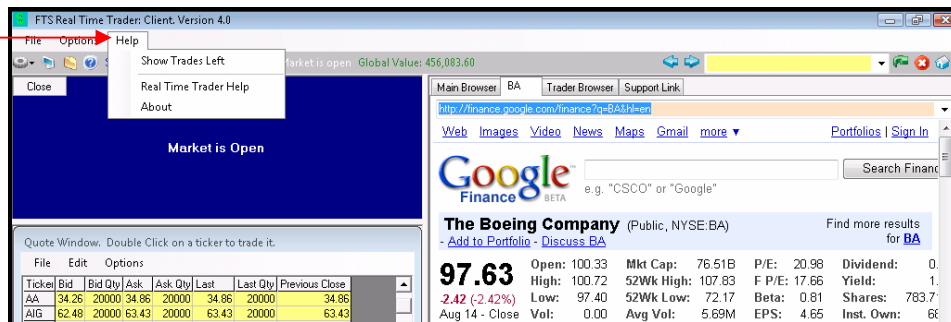 FTS Real Time Trader: Client. Version 4.0
File Options Help
Show Trades Left
Real Time Trader Help
About
Market is open Global Value: 456,083.60
Close
Market is Open
Main Browser BA Trader Browser Support Link
http://finance.google.com/finance?q=BA&hl=en
Web Images Video News Maps Gmail more ▼ Portfolios | Sign In
Google
Finance BETA
Search Financ
e.g. "CSCO" or "Google"
The Boeing Company (Public, NYSE:BA) Find more results
- Add to Portfolio - Discuss BA for BA
97.63 Open: 100.33 Mkt Cap: 76.51B P/E: 20.98 Dividend: 0.
High: 100.72 52Wk High: 107.83 F P/E: 17.66 Yield: 1.
-2.42 (-2.42%) Low: 97.40 52Wk Low: 72.17 Beta: 0.81 Shares: 783.71
Aug 14 - Close Vol: 0.00 Avg Vol: 5.69M EPS: 4.65 Inst. Own: 68
Quote Window. Double Click on a ticker to trade it.
File Edit Options
Ticker Bid Bid Qty Ask Ask Qty Last Last Qty Previous Close
AA 34.26 20000 34.86 20000 34.86 20000 34.86
AIG 62.48 20000 63.43 20000 63.43 20000 63.43